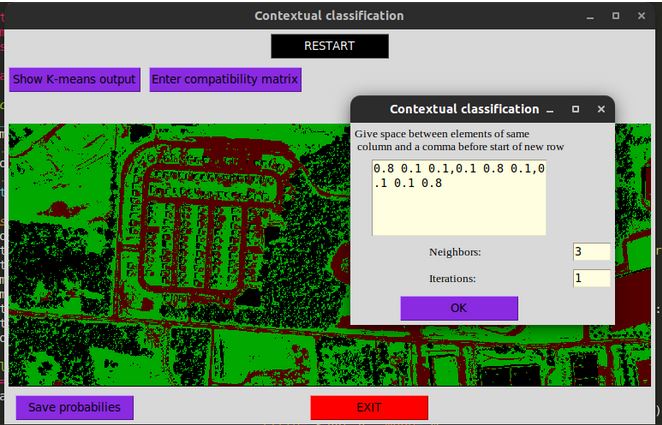 Contextual classification
RESTART
Show K-means output
Enter compatibility matrix
Contextual classification
Give space between elements of same
column and a comma before start of new row
0.8 0.1 0.1,0.1 0.8 0.1,0
.1 0.1 0.8
Neighbors:
3
Iterations:
1
OK
Save probabilies
EXIT